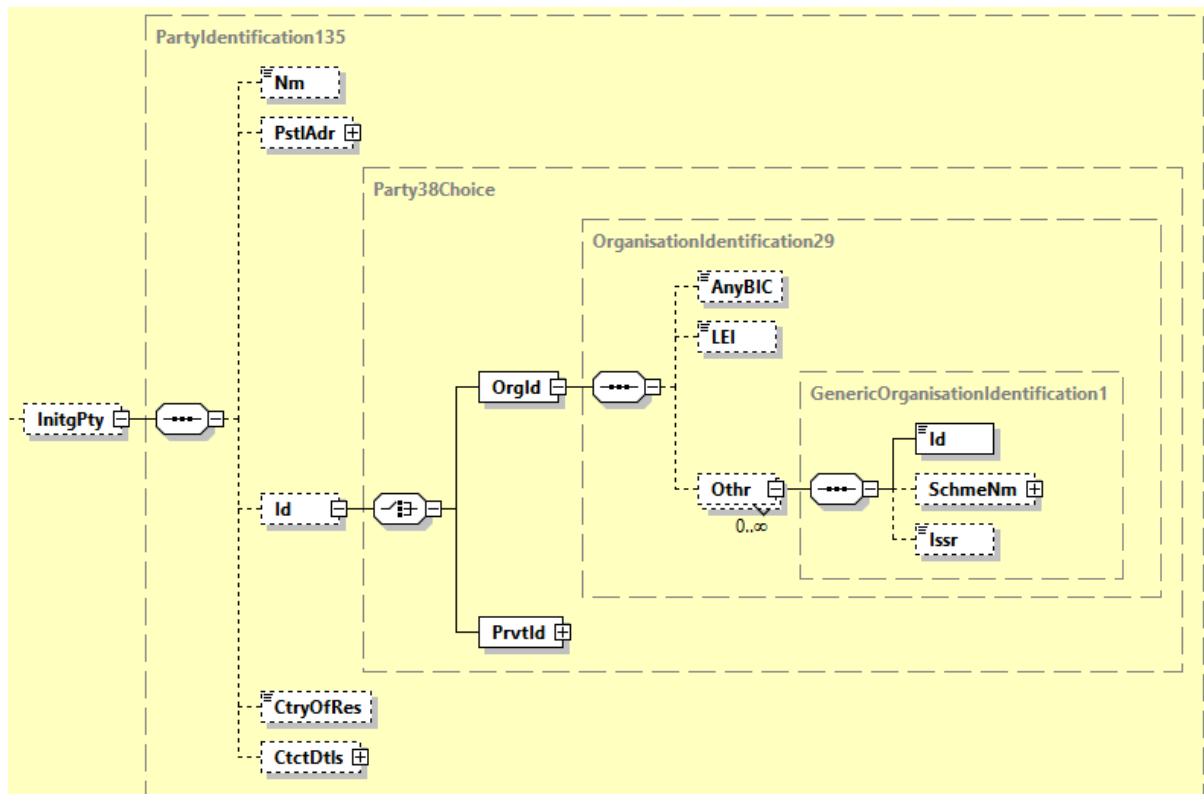 PartyIdentification135
Nm
PstlAdr
Party38Choice
OrganisationIdentification29
AnyBIC
LEI
OrgId
GenericOrganisationIdentification1
InitgPty
Id
Othr
0..∞
SchmeNm
Id
Issr
PrvtId
CtryOfRes
CtctDtls